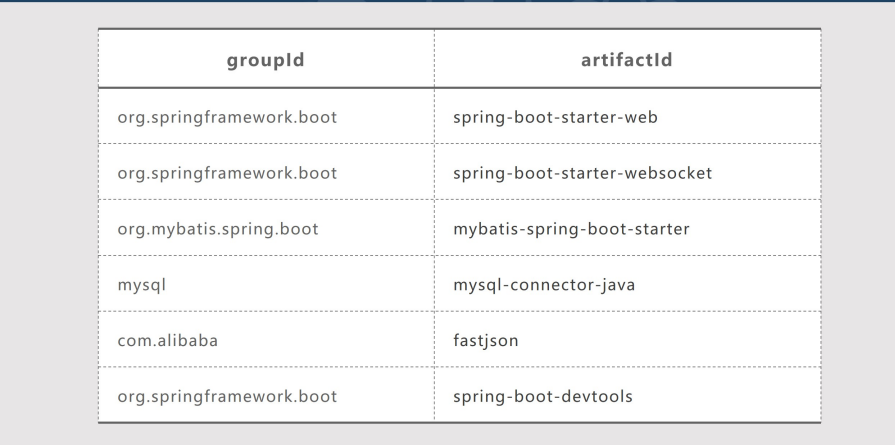 groupId artifactId
org.springframework.boot spring-boot-starter-web
org.springframework.boot spring-boot-starter-websocket
org.mybatis.spring.boot mybatis-spring-boot-starter
mysql mysql-connector-java
com.alibaba fastjson
org.springframework.boot spring-boot-devtools